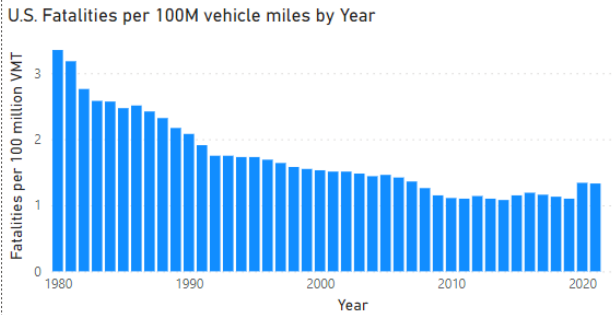 U.S. Fatalities per 100M vehicle miles by Year
Fatalities per 100 million VMT
3
2
1
0
1980 1990 2000 2010 2020
Year